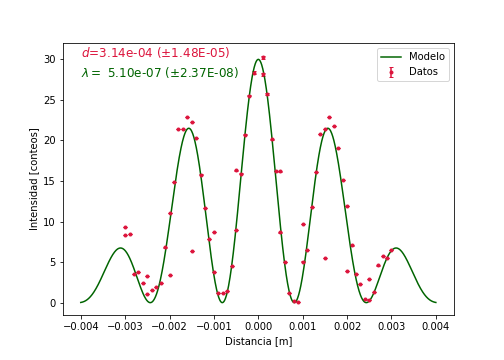 d=3.14e-04 (±1.48E-05)
λ = 5.10e-07 (±2.37E-08)
Modelo
Datos
Intensidad [conteos]
30
25
20
15
10
5
0
−0.004 −0.003 −0.002 −0.001 0.000 0.001 0.002 0.003 0.004
Distancia [m]